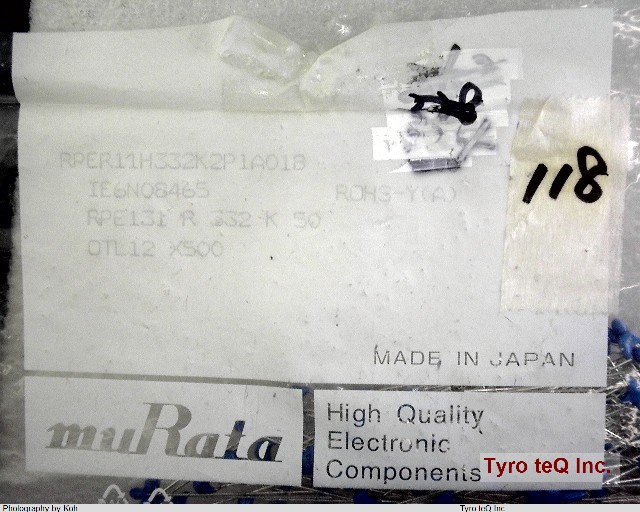 RPER11H332K2P1A01B
IE6N08465 ROHS-Y(A)
RPE131 R 332 K 50
QTL12 X500
118
MADE IN JAPAN
muRata
High Quality
Electronic
Components
Tyro teQ Inc.
Photography by Koh
Tyro teQ Inc